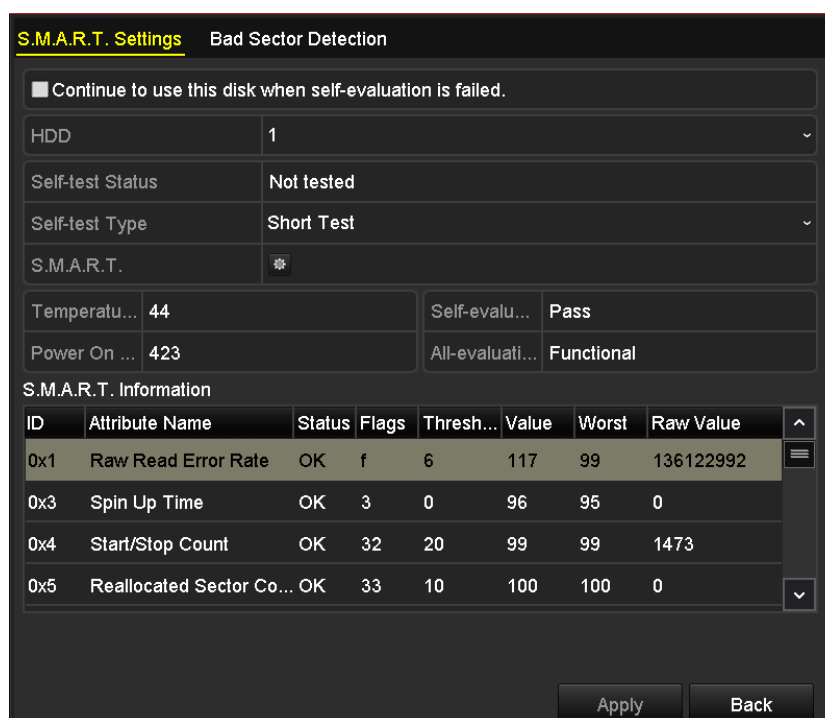 S.M.A.R.T. Settings Bad Sector Detection
Continue to use this disk when self-evaluation is failed.
HDD 1
Self-test Status Not tested
Self-test Type Short Test
S.M.A.R.T.
Temperatu... 44 Self-evalu... Pass
Power On ... 423 All-evaluati... Functional
S.M.A.R.T. Information
ID Attribute Name Status Flags Thresh... Value Worst Raw Value
0x1 Raw Read Error Rate OK f 6 117 99 136122992
0x3 Spin Up Time OK 3 0 96 95 0
0x4 Start/Stop Count OK 32 20 99 99 1473
0x5 Reallocated Sector Co... OK 33 10 100 100 0
Apply Back